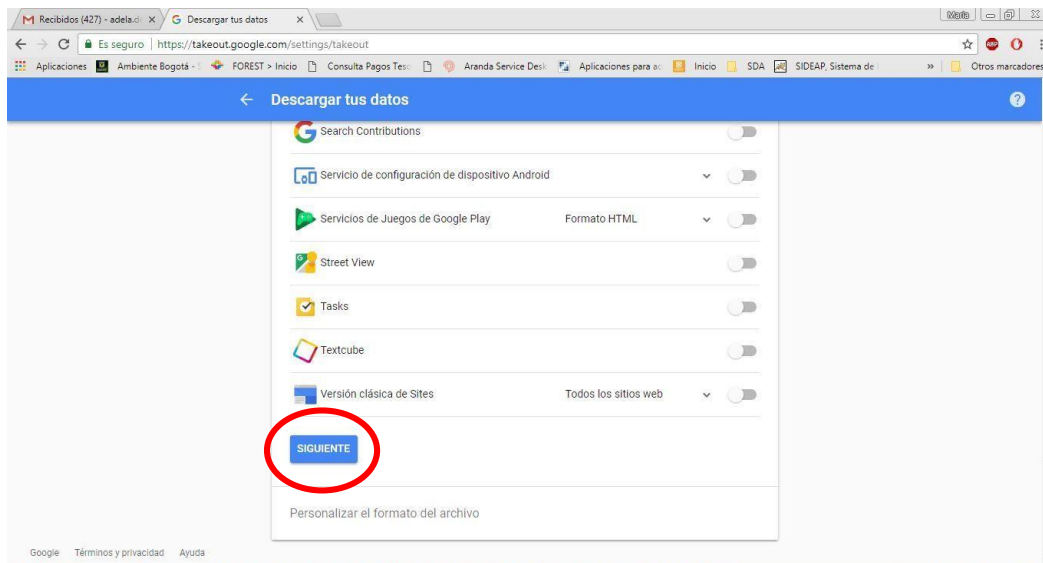 Recibidos (427) - adela.d
Descargar tus datos
Maria
Es seguro
https://takeout.google.com/settings/takeout
ABP
Aplicaciones
Ambiente Bogotá -
FOREST > Inicio
Consulta Pagos Teso
Aranda Service Desk
Aplicaciones para ac
Inicio
SDA
SIDEAP, Sistema de
»
Otros marcadores
Descargar tus datos
Search Contributions
Servicio de configuración de dispositivo Android
Servicios de Juegos de Google Play
Formato HTML
Street View
Tasks
Textcube
Versión clásica de Sites
Todos los sitios web
SIGUIENTE
Personalizar el formato del archivo
Google
Términos y privacidad
Ayuda